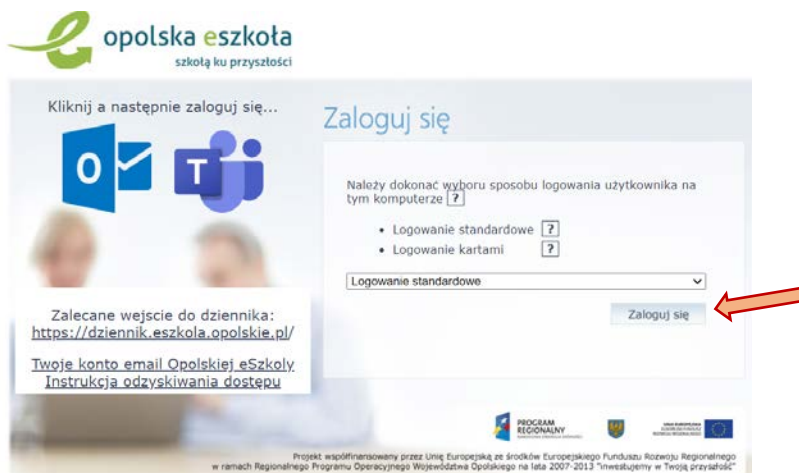 opolska eszkoła
szkołą ku przyszłości
Kliknij a następnie zaloguj się...
O
T
Zalecane wejscie do dziennika:
https://dziennik.eszkola.opolskie.pl/
Twoje konto email Opolskiej eSzkoly
Instrukcja odzyskiwania dostępu
Zaloguj się
Należy dokonać wyboru sposobu logowania użytkownika na
tym komputerze ?
• Logowanie standardowe ?
• Logowanie kartami ?
Logowanie standardowe
Zaloguj się
PROGRAM
REGIONALNY
UNIA EUROPEJSKA
Projekt współfinansowany przez Unię Europejską ze środków Europejskiego Funduszu Rozwoju Regionalnego
w ramach Regionalnego Programu Operacyjnego Województwa Opolskiego na lata 2007-2013 "inwestujemy w Twoją przyszłość"